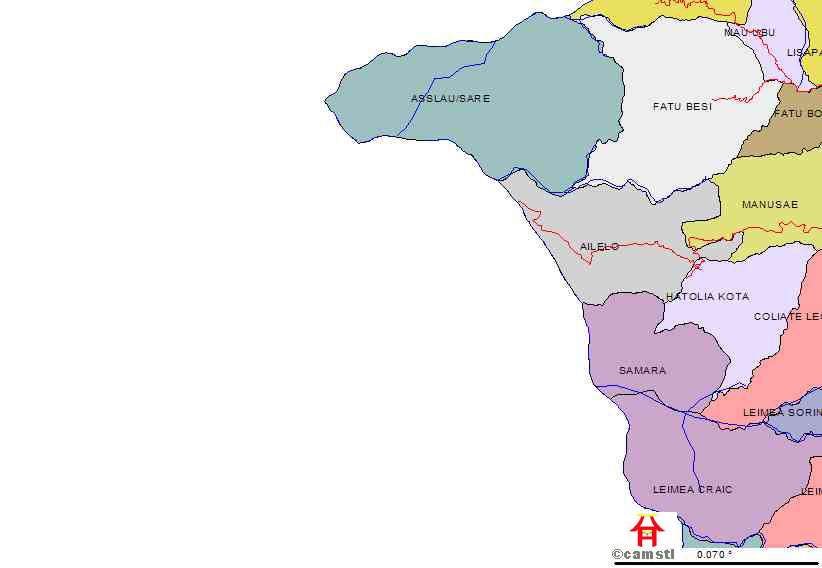 MAU UBU
LISAPA
ASSLAU/SARE
FATU BESI
FATU BO
MANUSAE
AILELO
HATOLIA KOTA
COLIATE LEO
SAMARA
LEIMEA SORIN
LEIMEA CRAIC
LEIM
©camstl
0.070 °